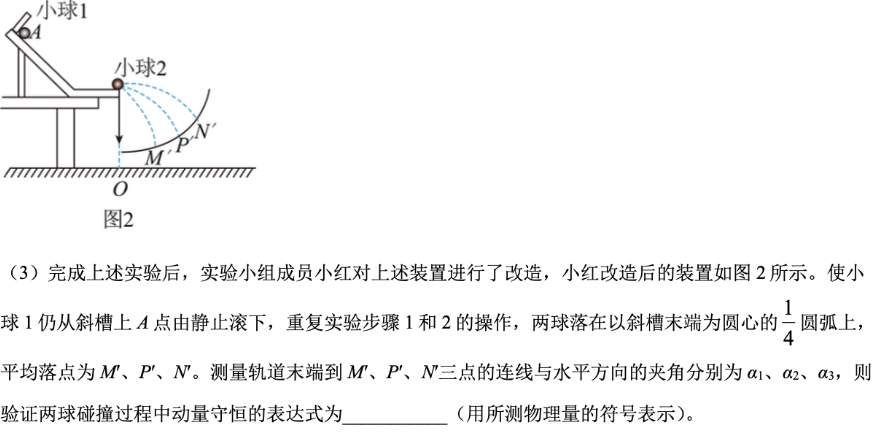 小球1
A
小球2
M′ P′ N′
O
图2
（3）完成上述实验后，实验小组成员小红对上述装置进行了改造，小红改造后的装置如图 2 所示。使小
球 1 仍从斜槽上 A 点由静止滚下，重复实验步骤 1 和 2 的操作，两球落在以斜槽末端为圆心的 1/4 圆弧上，
平均落点为 M′、P′、N′。测量轨道末端到 M′、P′、N′三点的连线与水平方向的夹角分别为 α₁、α₂、α₃，则
验证两球碰撞过程中动量守恒的表达式为___________（用所测物理量的符号表示）。